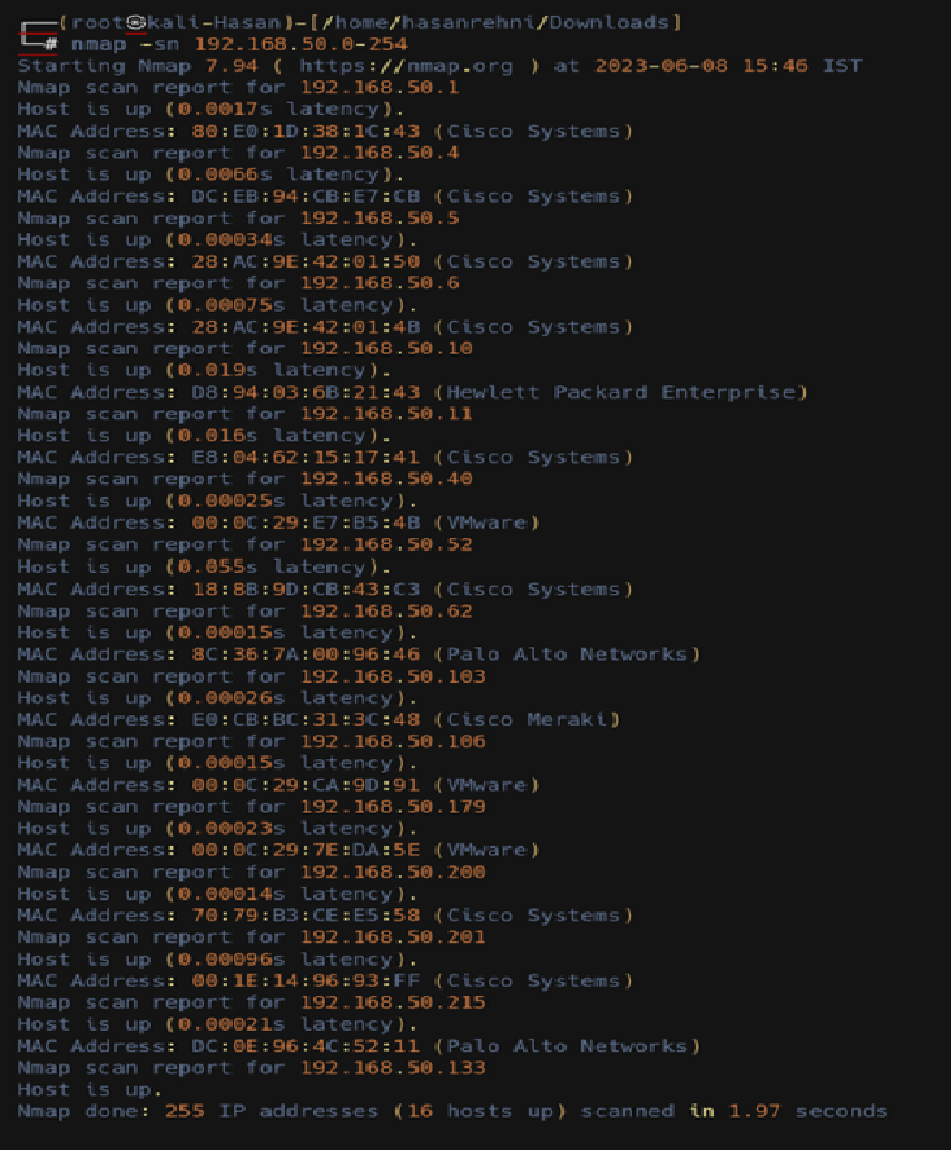 ┌──(root㉿kali-Hasan)-[/home/hasanrehni/Downloads]
└─# nmap -sn 192.168.50.0-254
Starting Nmap 7.94 ( https://nmap.org ) at 2023-06-08 15:46 IST
Nmap scan report for 192.168.50.1
Host is up (0.0017s latency).
MAC Address: 80:E0:1D:38:1C:43 (Cisco Systems)
Nmap scan report for 192.168.50.4
Host is up (0.0066s latency).
MAC Address: DC:EB:94:CB:E7:CB (Cisco Systems)
Nmap scan report for 192.168.50.5
Host is up (0.00034s latency).
MAC Address: 28:AC:9E:42:01:50 (Cisco Systems)
Nmap scan report for 192.168.50.6
Host is up (0.00075s latency).
MAC Address: 28:AC:9E:42:01:4B (Cisco Systems)
Nmap scan report for 192.168.50.10
Host is up (0.019s latency).
MAC Address: D8:94:03:6B:21:43 (Hewlett Packard Enterprise)
Nmap scan report for 192.168.50.11
Host is up (0.016s latency).
MAC Address: E8:04:62:15:17:41 (Cisco Systems)
Nmap scan report for 192.168.50.40
Host is up (0.00025s latency).
MAC Address: 00:0C:29:E7:B5:4B (VMware)
Nmap scan report for 192.168.50.52
Host is up (0.055s latency).
MAC Address: 18:8B:9D:CB:43:C3 (Cisco Systems)
Nmap scan report for 192.168.50.62
Host is up (0.00015s latency).
MAC Address: 8C:36:7A:00:96:46 (Palo Alto Networks)
Nmap scan report for 192.168.50.103
Host is up (0.00026s latency).
MAC Address: E0:CB:BC:31:3C:48 (Cisco Meraki)
Nmap scan report for 192.168.50.106
Host is up (0.00015s latency).
MAC Address: 00:0C:29:CA:9D:91 (VMware)
Nmap scan report for 192.168.50.179
Host is up (0.00023s latency).
MAC Address: 00:0C:29:7E:DA:5E (VMware)
Nmap scan report for 192.168.50.200
Host is up (0.00014s latency).
MAC Address: 70:79:B3:CE:E5:58 (Cisco Systems)
Nmap scan report for 192.168.50.201
Host is up (0.00096s latency).
MAC Address: 00:1E:14:96:93:FF (Cisco Systems)
Nmap scan report for 192.168.50.215
Host is up (0.00021s latency).
MAC Address: DC:0E:96:4C:52:11 (Palo Alto Networks)
Nmap scan report for 192.168.50.133
Host is up.
Nmap done: 255 IP addresses (16 hosts up) scanned in 1.97 seconds